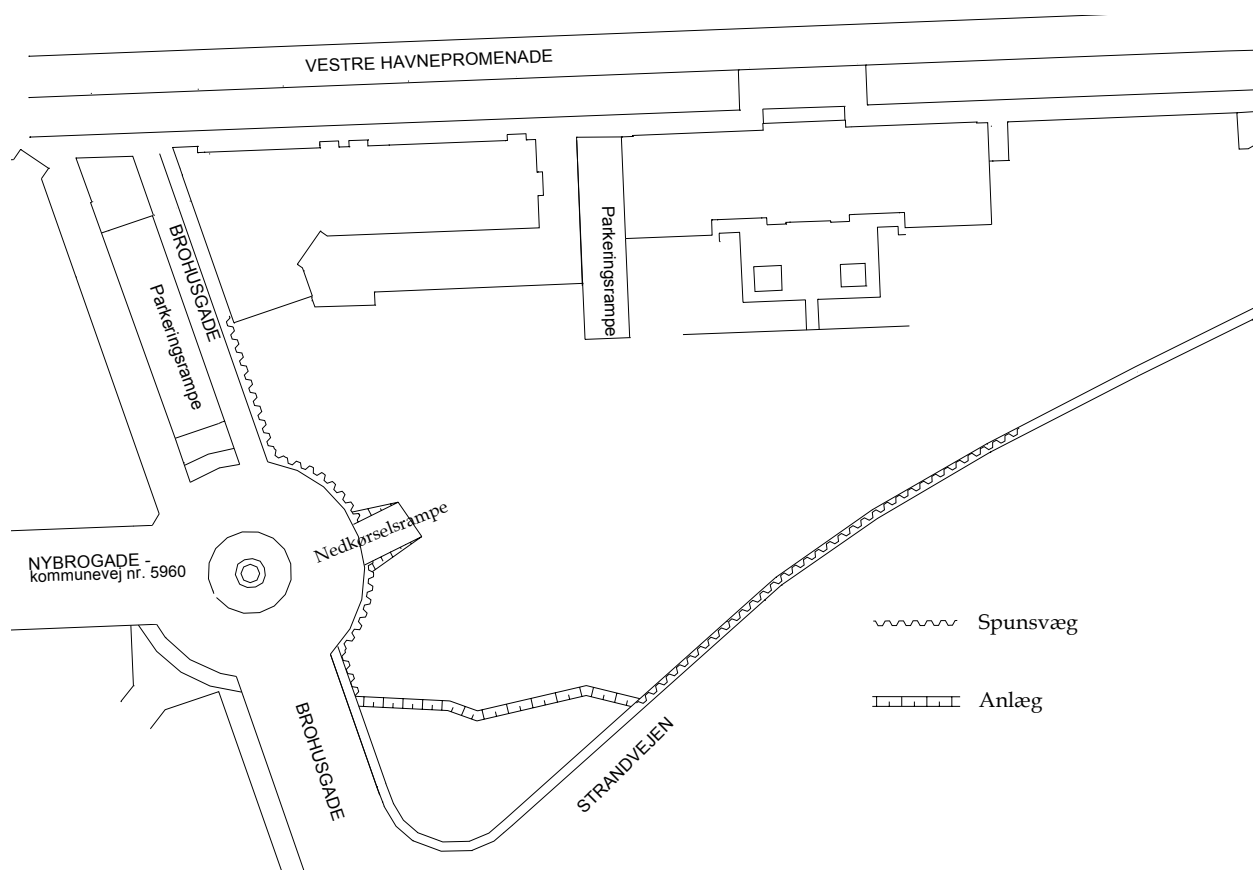 VESTRE HAVNEPROMENADE
BROHUSGADE
Parkeringsrampe
Parkeringsrampe
Nedkørselsrampe
NYBROGADE -
kommunevej nr. 5960
Spunsvæg
Anlæg
BROHUSGADE
STRANDVEJEN